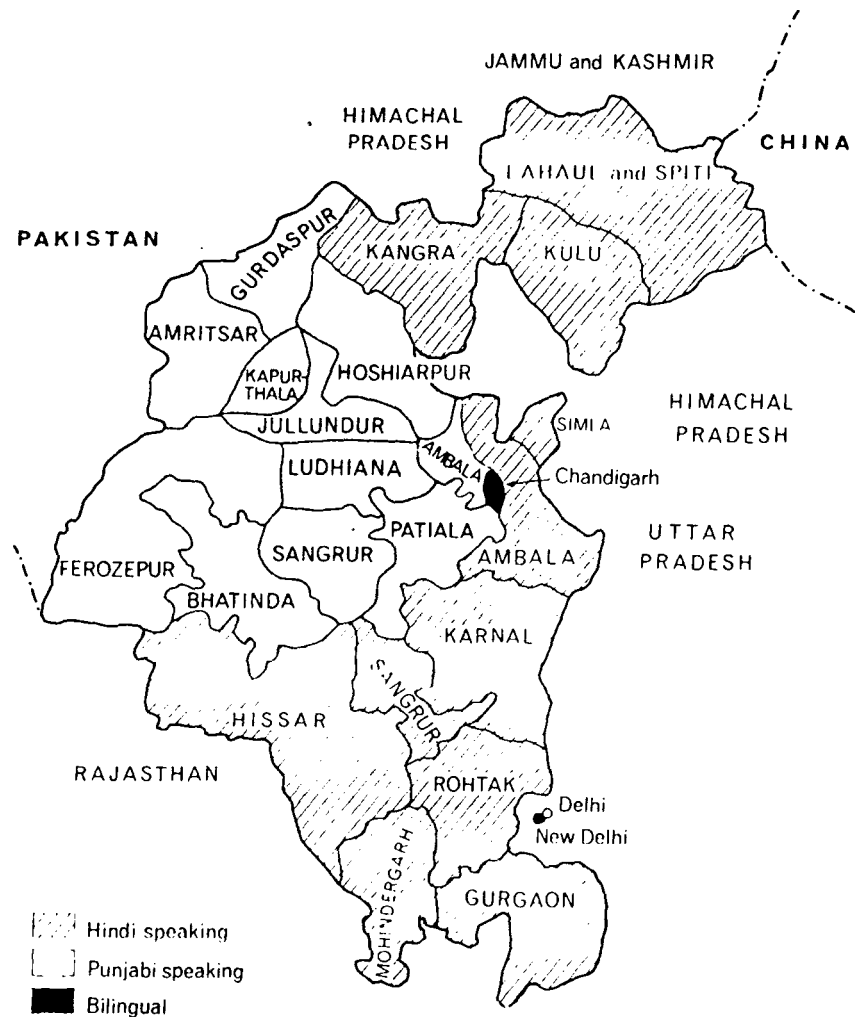 JAMMU and KASHMIR
HIMACHAL
PRADESH
CHINA
LAHAUL and SPITI
PAKISTAN
GURDASPUR
KANGRA
KULU
AMRITSAR
KAPUR-
THALA
HOSHIARPUR
HIMACHAL
PRADESH
SIMLA
JULLUNDUR
AMBALA
LUDHIANA
Chandigarh
PATIALA
UTTAR
PRADESH
SANGRUR
AMBALA
FEROZEPUR
BHATINDA
KARNAL
SANGRUR
HISSAR
RAJASTHAN
ROHTAK
Delhi
New Delhi
MOHINDERGARH
GURGAON
Hindi speaking
Punjabi speaking
Bilingual